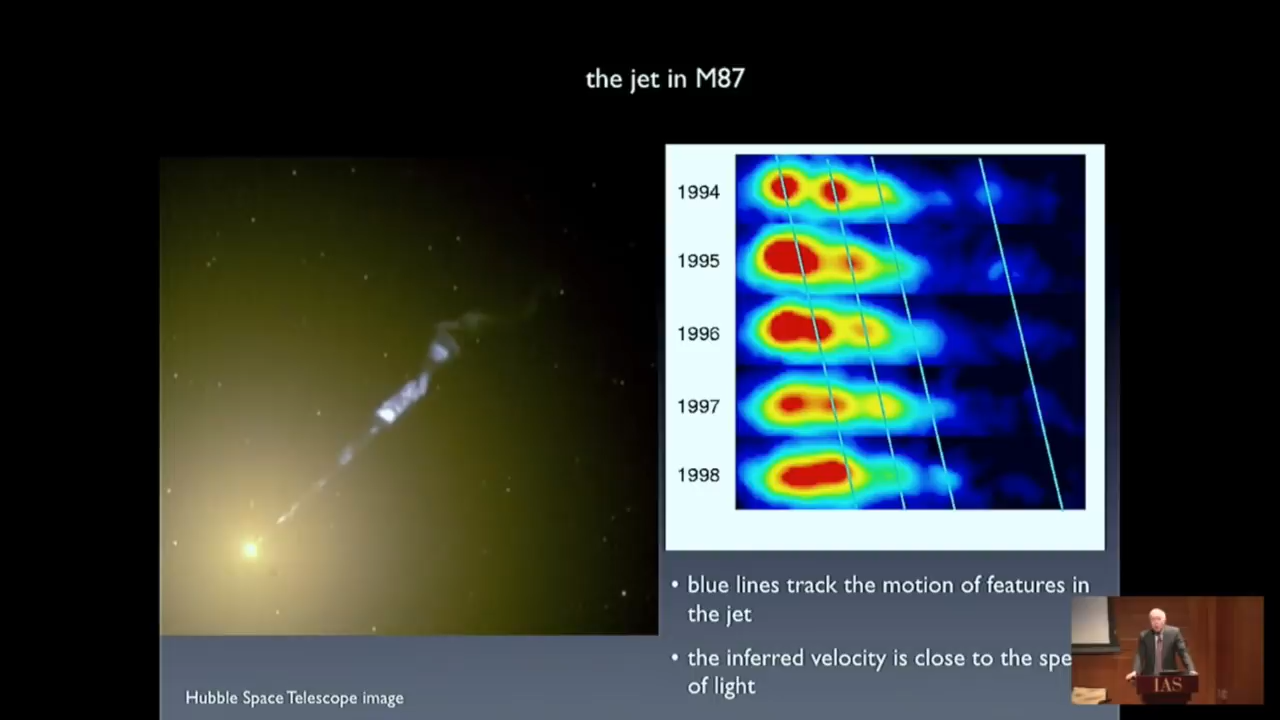 the jet in M87
1994
1995
1996
1997
1998
• blue lines track the motion of features in
the jet
• the inferred velocity is close to the spe
of light
Hubble Space Telescope image
IAS